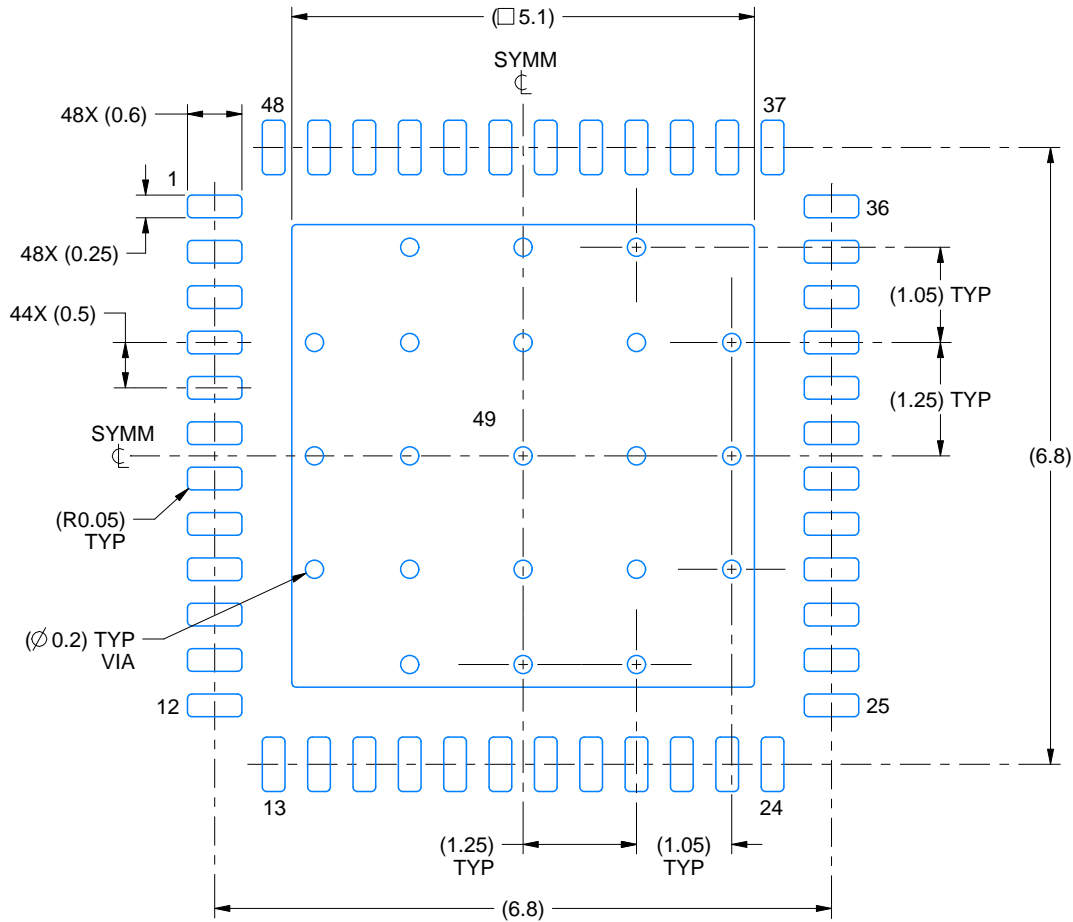 (□ 5.1)
SYMM
℄
48X (0.6)
48
37
1
36
48X (0.25)
(1.05) TYP
44X (0.5)
(1.25) TYP
49
SYMM
℄
(6.8)
(R0.05)
TYP
(∅ 0.2) TYP
VIA
12
25
13
24
(1.25)
TYP
(1.05)
TYP
(6.8)